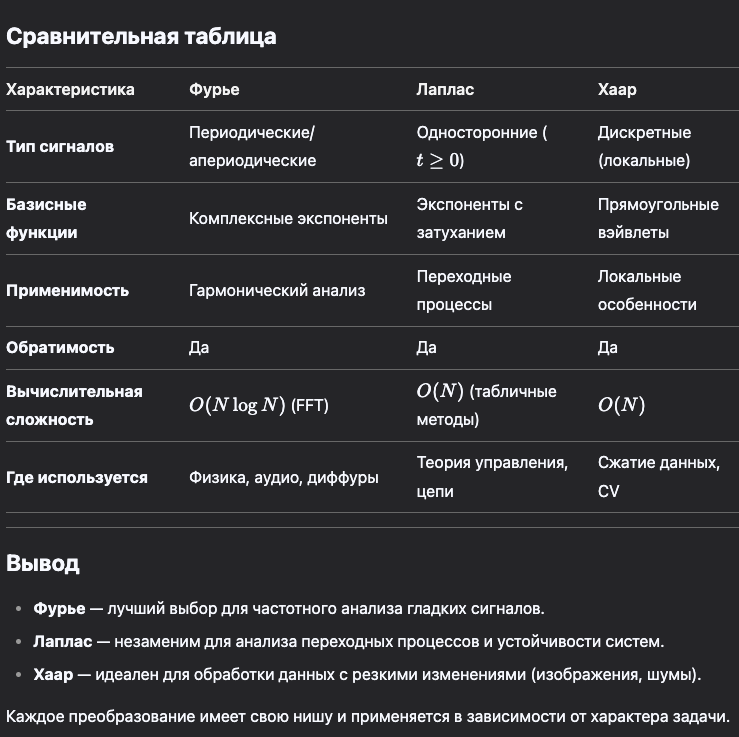 Сравнительная таблица
Характеристика Фурье Лаплас Хаар
Тип сигналов Периодические/ апериодические Односторонние ( t ≥ 0) Дискретные (локальные)
Базисные функции Комплексные экспоненты Экспоненты с затуханием Прямоугольные вэйвлеты
Применимость Гармонический анализ Переходные процессы Локальные особенности
Обратимость Да Да Да
Вычислительная сложность O(N log N) (FFT) O(N) (табличные методы) O(N)
Где используется Физика, аудио, диффуры Теория управления, цепи Сжатие данных, CV
Вывод
• Фурье — лучший выбор для частотного анализа гладких сигналов.
• Лаплас — незаменим для анализа переходных процессов и устойчивости систем.
• Хаар — идеален для обработки данных с резкими изменениями (изображения, шумы).
Каждое преобразование имеет свою нишу и применяется в зависимости от характера задачи.